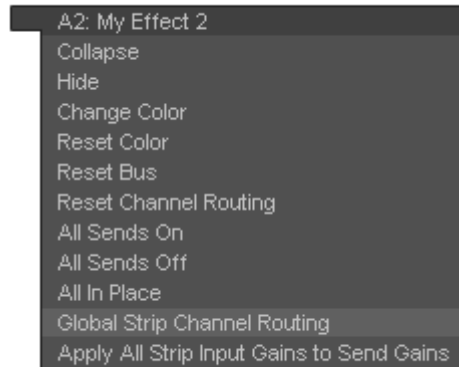 A2: My Effect 2
Collapse
Hide
Change Color
Reset Color
Reset Bus
Reset Channel Routing
All Sends On
All Sends Off
All In Place
Global Strip Channel Routing
Apply All Strip Input Gains to Send Gains